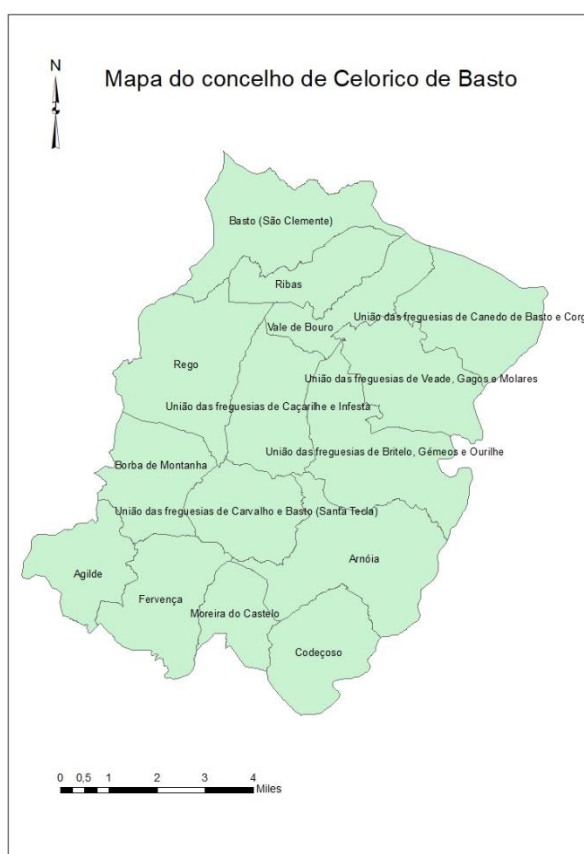 N
Mapa do concelho de Celorico de Basto
Basto (São Clemente)
Ribas
União das freguesias de Canedo de Basto e Corg
Vale de Bouro
Rego
União das freguesias de Veade, Gagos e Molares
União das freguesias de Caçarilhe e Infesta
União das freguesias de Britelo, Gémeos e Ourilhe
Borba de Montanha
União das freguesias de Carvalho e Basto (Santa Tecla)
Arnóia
Agilde
Fervença
Moreira do Castelo
Codeçoso
0 0,5 1 2 3 4
Miles